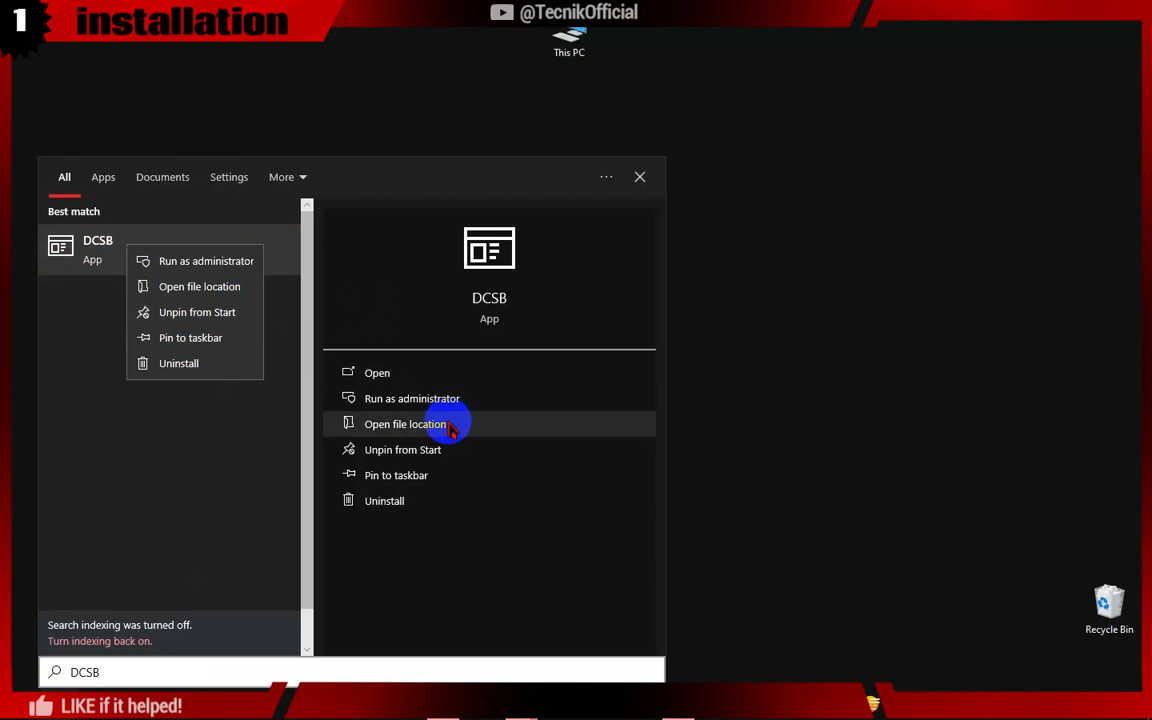 1
installation
@TecnikOfficial
This PC
All Apps Documents Settings More
Best match
DCSB
App
Run as administrator
Open file location
Unpin from Start
Pin to taskbar
Uninstall
DCSB
App
Open
Run as administrator
Open file location
Unpin from Start
Pin to taskbar
Uninstall
Search indexing was turned off.
Turn indexing back on.
DCSB
Recycle Bin
LIKE if it helped!